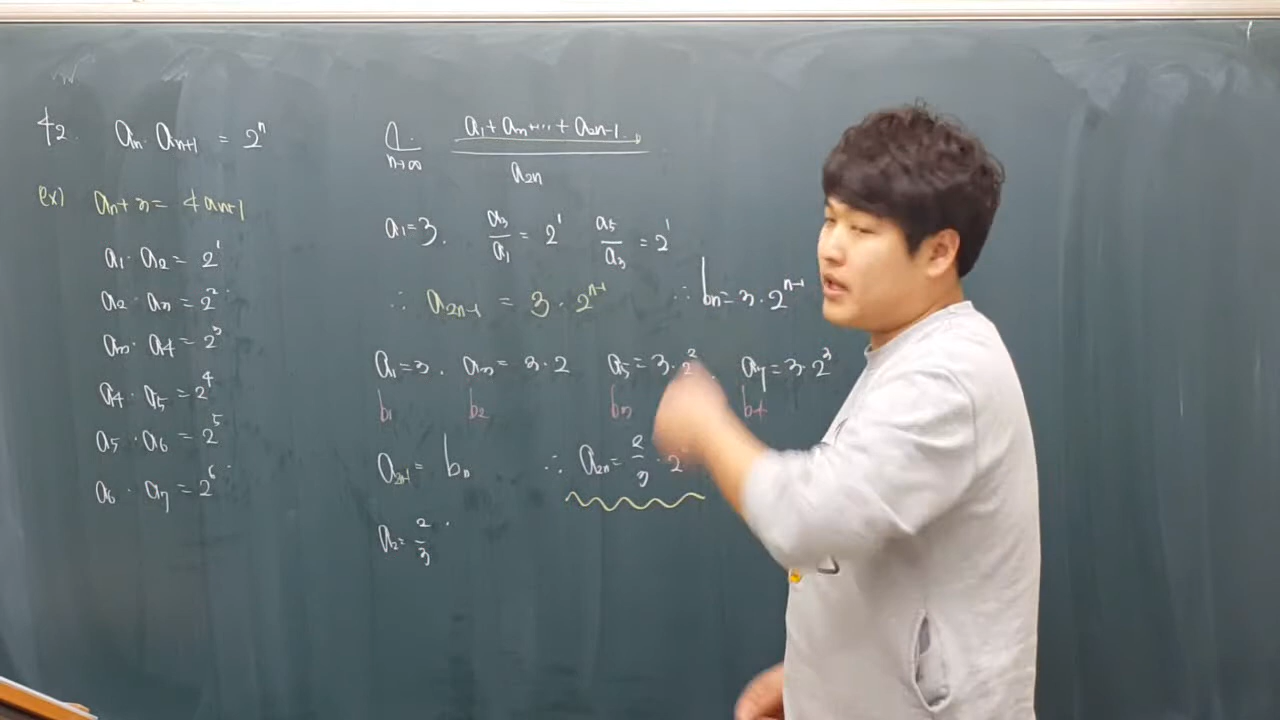 42. aₙ · aₙ₊₁ = 2ⁿ
ex) aₙ + 3 = 4aₙ₊₁
a₁ · a₂ = 2¹
a₂ · a₃ = 2²
a₃ · a₄ = 2³
a₄ · a₅ = 2⁴
a₅ · a₆ = 2⁵
a₆ · a₇ = 2⁶
n→∞ a₁ + a₃ + ... + a₂ₙ₋₁ / a₂ₙ
a₁ = 3. a₃/a₁ = 2¹ a₅/a₃ = 2¹
∴ a₂ₙ₋₁ = 3 · 2ⁿ⁻¹ ∴ bₙ = 3 · 2ⁿ⁻¹
a₁ = 3. a₃ = 3 · 2 a₅ = 3 · 2². a₇ = 3 · 2³
b₁ b₂ b₃ b₄
a₂ₙ₋₁ = bₙ ∴ a₂ₙ = 2/3 · 2
a₂ = 2/3